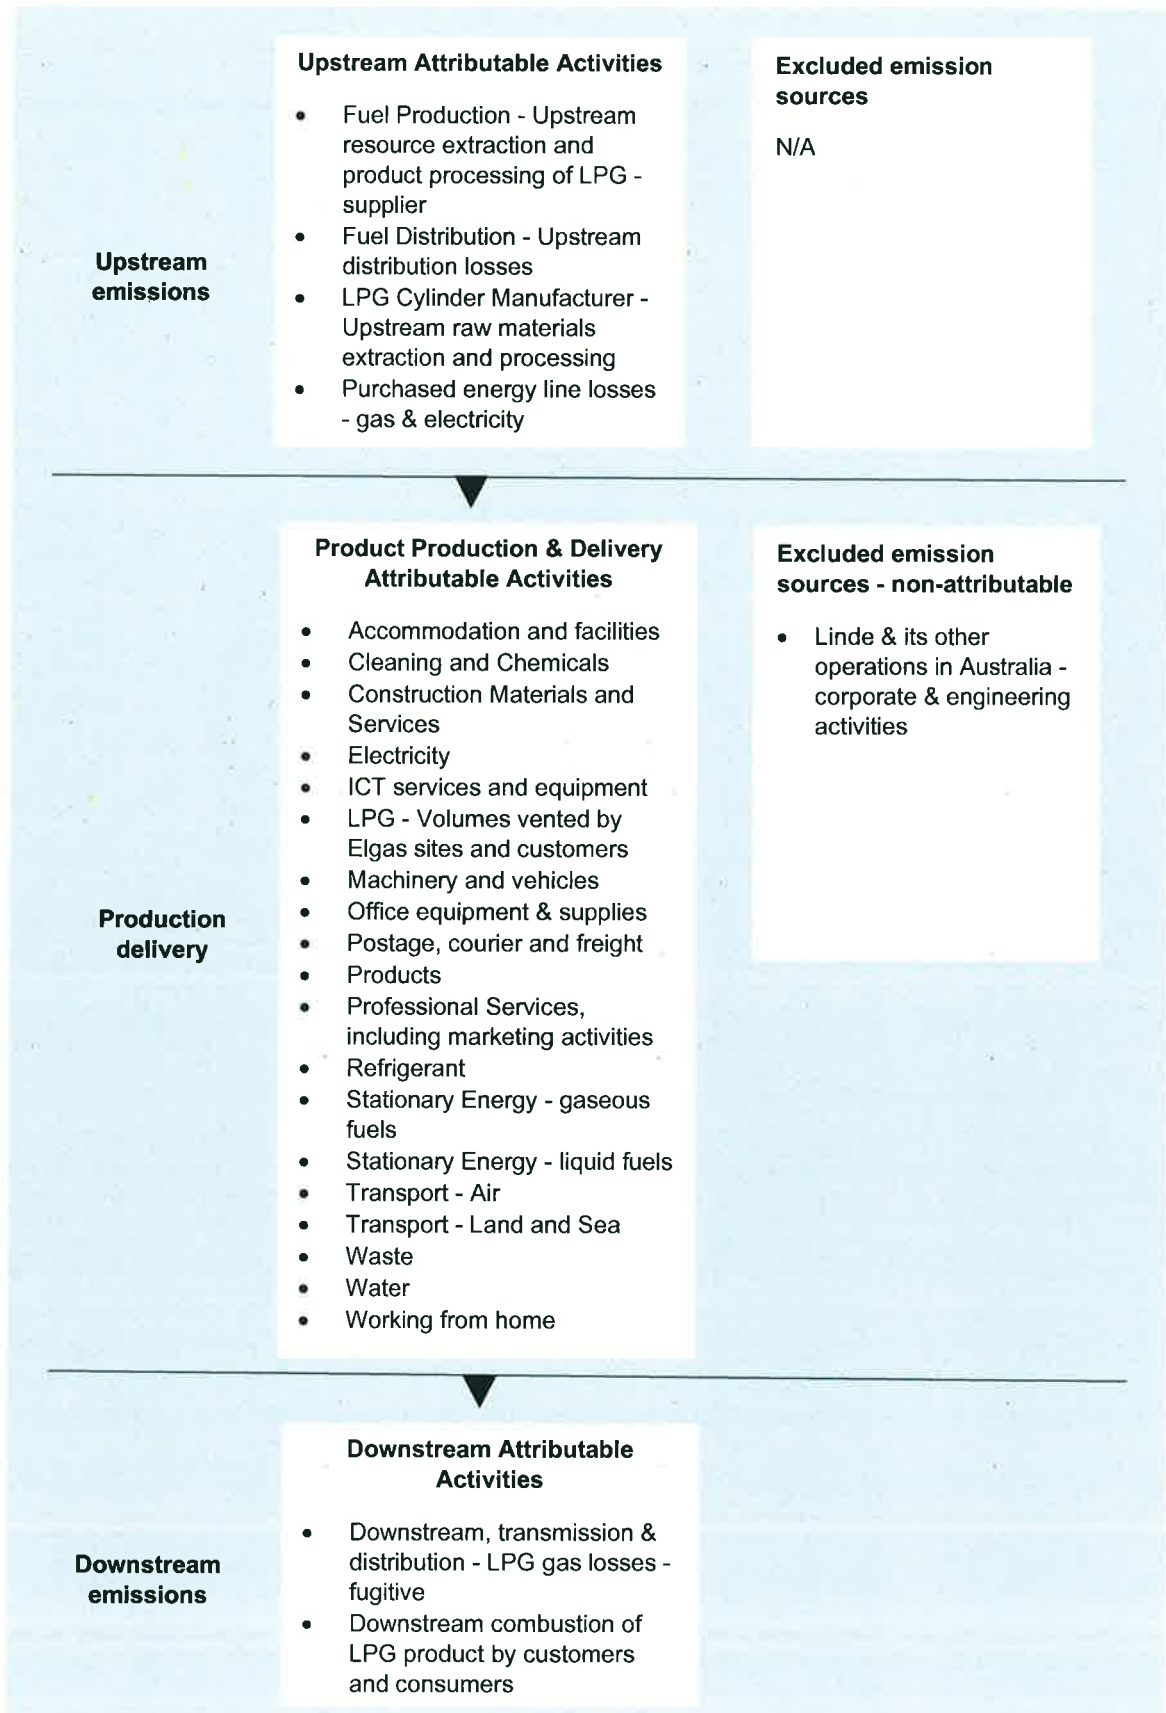 Upstream Attributable Activities
• Fuel Production - Upstream
resource extraction and
product processing of LPG -
supplier
• Fuel Distribution - Upstream
distribution losses
• LPG Cylinder Manufacturer -
Upstream raw materials
extraction and processing
• Purchased energy line losses
- gas & electricity
Excluded emission
sources
N/A
Upstream
emissions
Product Production & Delivery
Attributable Activities
• Accommodation and facilities
• Cleaning and Chemicals
• Construction Materials and
Services
• Electricity
• ICT services and equipment
• LPG - Volumes vented by
Elgas sites and customers
• Machinery and vehicles
• Office equipment & supplies
• Postage, courier and freight
• Products
• Professional Services,
including marketing activities
• Refrigerant
• Stationary Energy - gaseous
fuels
• Stationary Energy - liquid fuels
• Transport - Air
• Transport - Land and Sea
• Waste
• Water
• Working from home
Excluded emission
sources - non-attributable
• Linde & its other
operations in Australia -
corporate & engineering
activities
Production
delivery
Downstream Attributable
Activities
• Downstream, transmission &
distribution - LPG gas losses -
fugitive
• Downstream combustion of
LPG product by customers
and consumers
Downstream
emissions